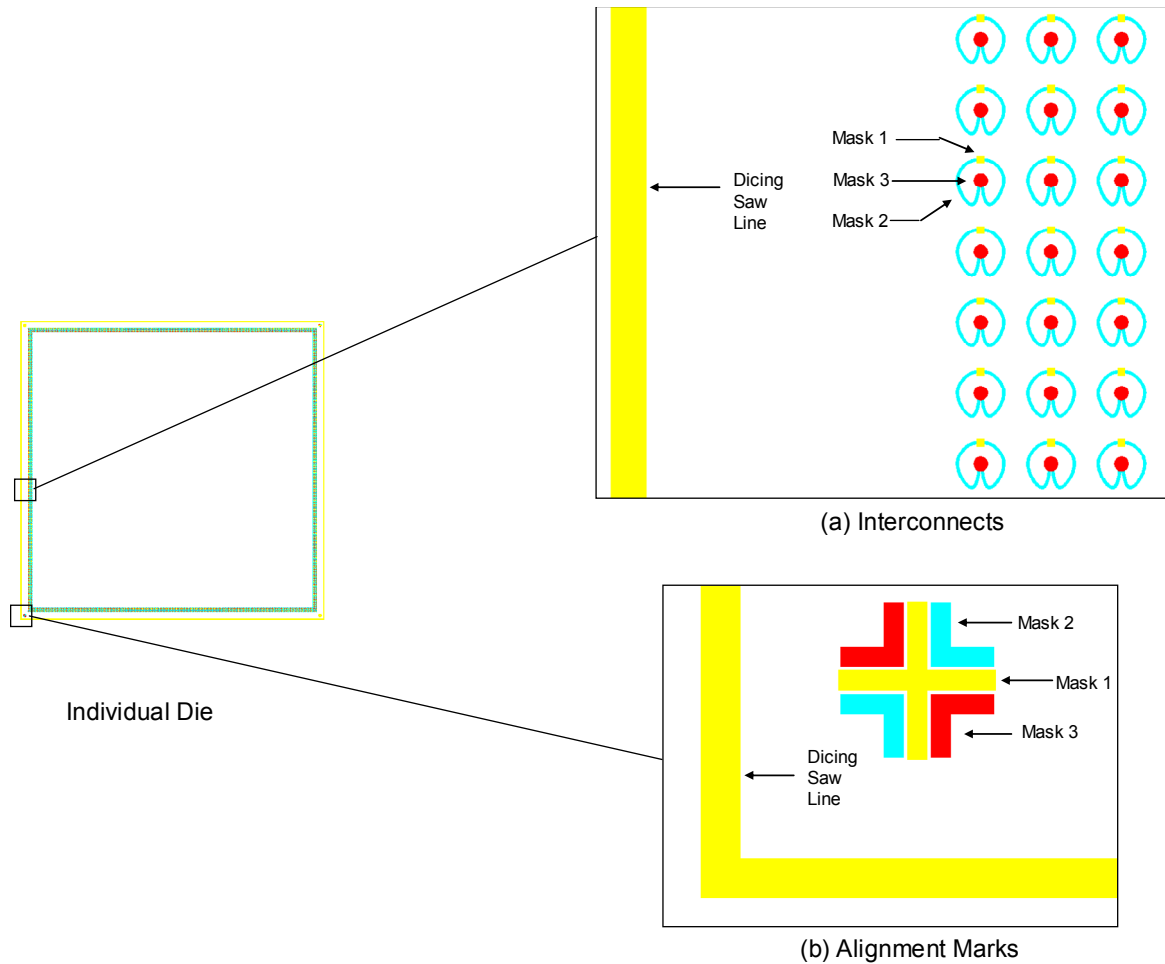 Mask 1
Mask 3
Mask 2
Dicing
Saw
Line
(a) Interconnects
Individual Die
Mask 2
Mask 1
Mask 3
Dicing
Saw
Line
(b) Alignment Marks